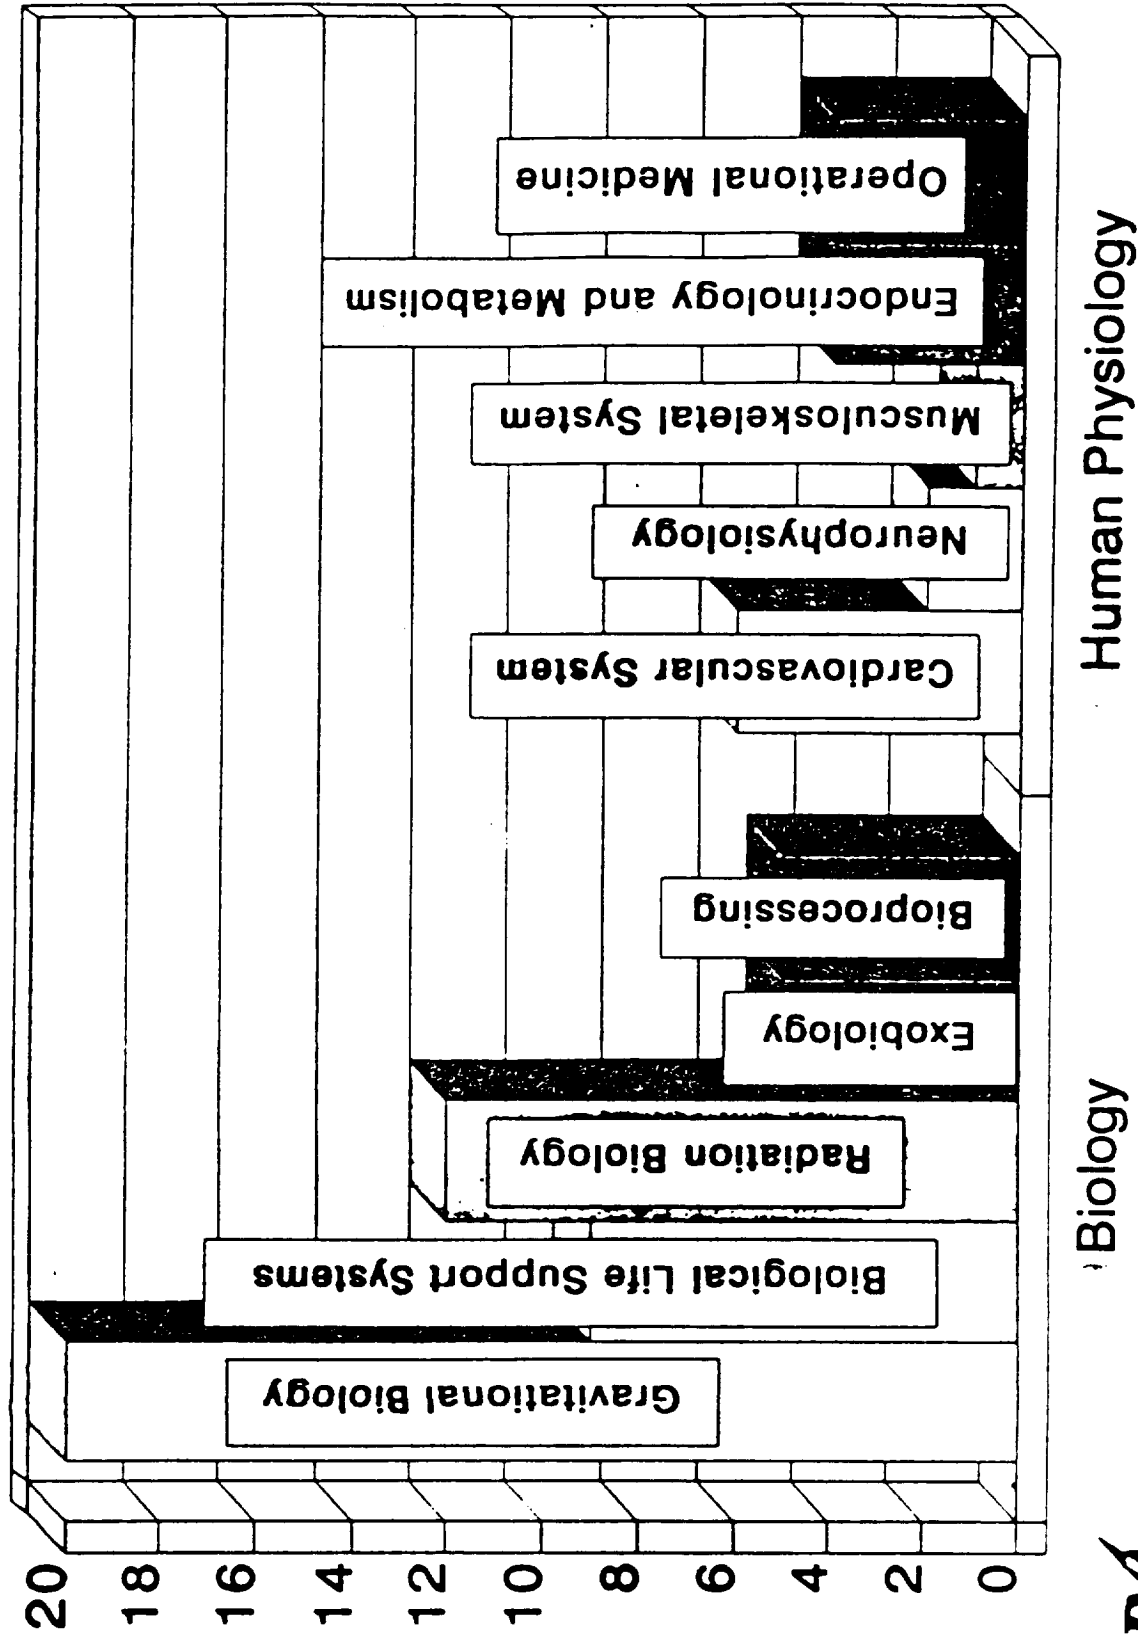 20
18
16
14
12
10
8
6
4
2
0
Gravitational Biology
Biological Life Support Systems
Radiation Biology
Exobiology
Bioprocessing
Cardiovascular System
Neurophysiology
Musculoskeletal System
Endocrinology and Metabolism
Operational Medicine
Biology
Human Physiology